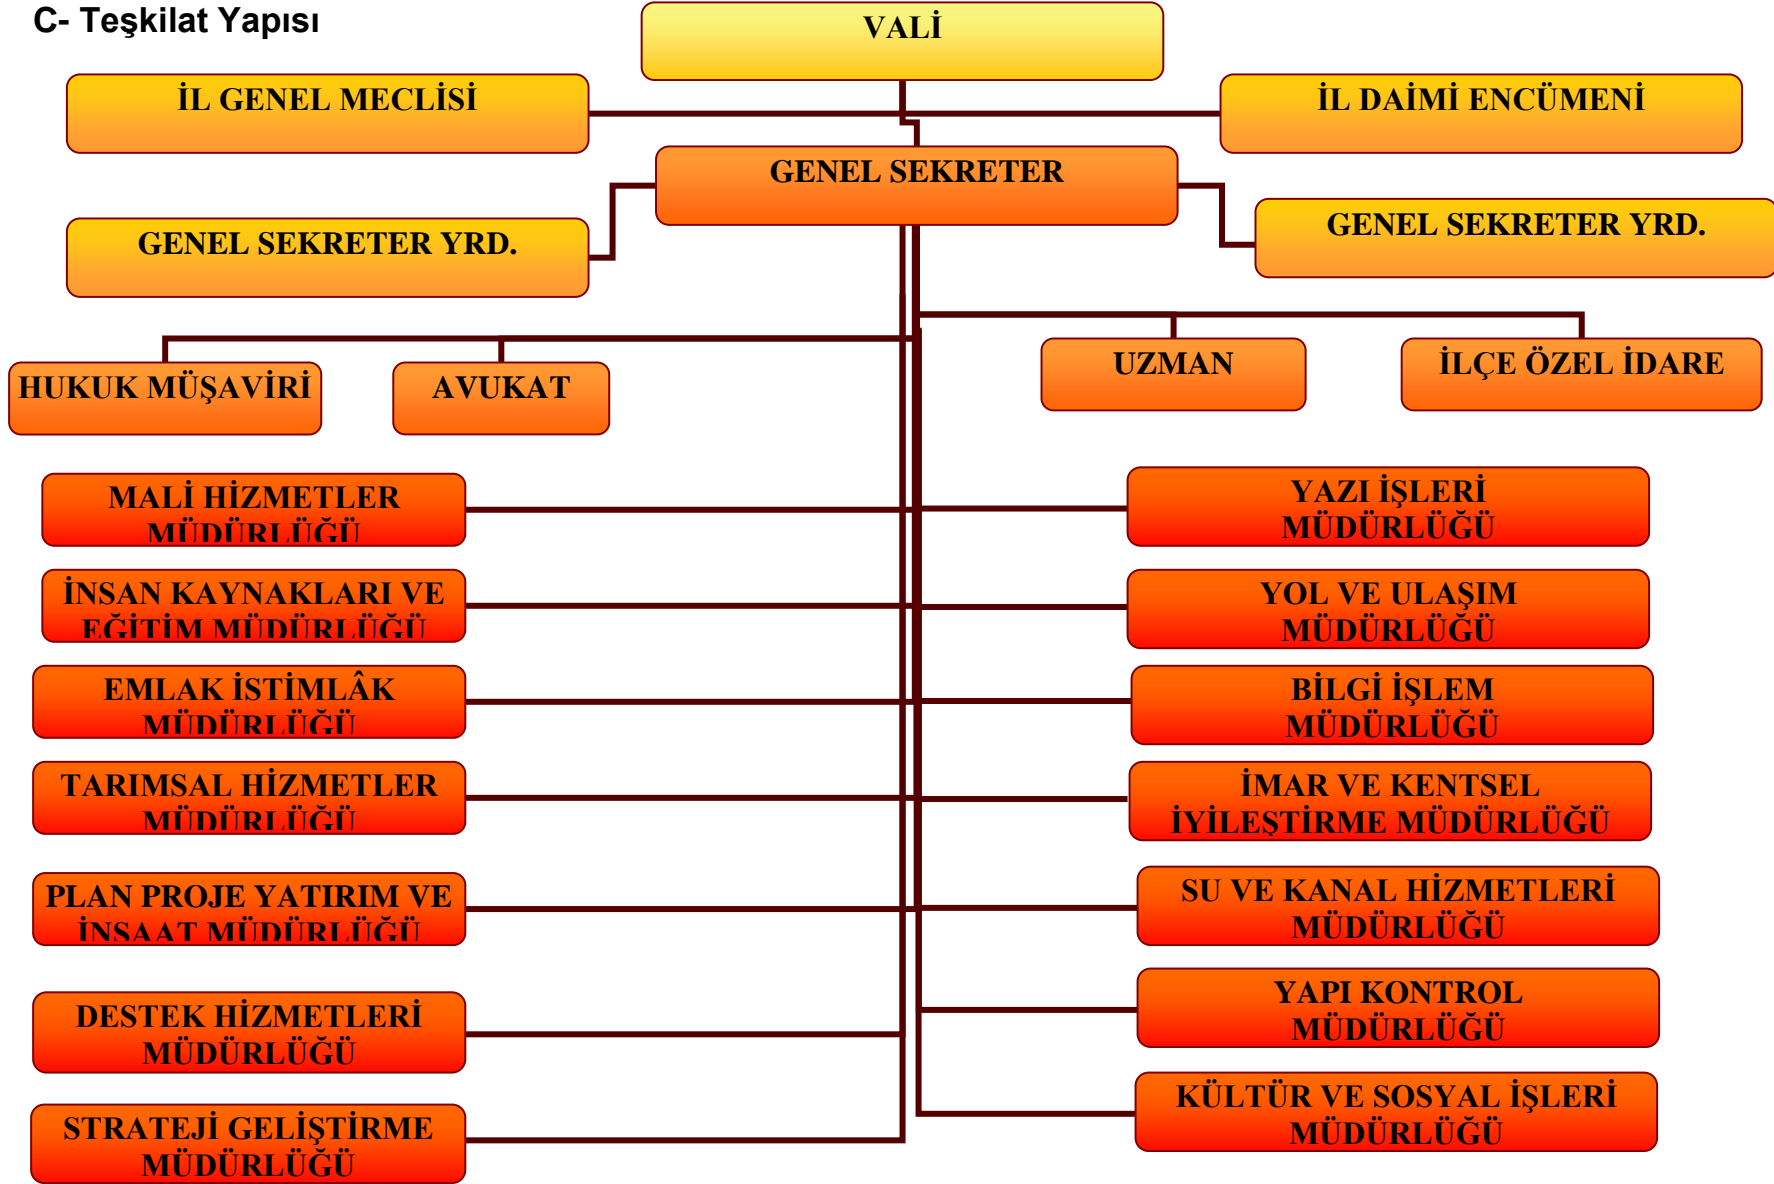 C- Teşkilat Yapısı
VALİ
İL GENEL MECLİSİ
İL DAİMİ ENCÜMENİ
GENEL SEKRETER
GENEL SEKRETER YRD.
GENEL SEKRETER YRD.
HUKUK MÜŞAVİRİ
AVUKAT
UZMAN
İLÇE ÖZEL İDARE
MALİ HİZMETLER
MÜDÜRLÜĞÜ
YAZI İŞLERİ
MÜDÜRLÜĞÜ
İNSAN KAYNAKLARI VE
EĞİTİM MÜDÜRLÜĞÜ
YOL VE ULAŞIM
MÜDÜRLÜĞÜ
EMLAK İSTİMLÂK
MÜDÜRLÜĞÜ
BİLGİ İŞLEM
MÜDÜRLÜĞÜ
TARIMSAL HİZMETLER
MÜDÜRLÜĞÜ
İMAR VE KENTSEL
İYİLEŞTİRME MÜDÜRLÜĞÜ
PLAN PROJE YATIRIM VE
İNŞAAT MÜDÜRLÜĞÜ
SU VE KANAL HİZMETLERİ
MÜDÜRLÜĞÜ
DESTEK HİZMETLERİ
MÜDÜRLÜĞÜ
YAPI KONTROL
MÜDÜRLÜĞÜ
STRATEJİ GELİŞTİRME
MÜDÜRLÜĞÜ
KÜLTÜR VE SOSYAL İŞLERİ
MÜDÜRLÜĞÜ